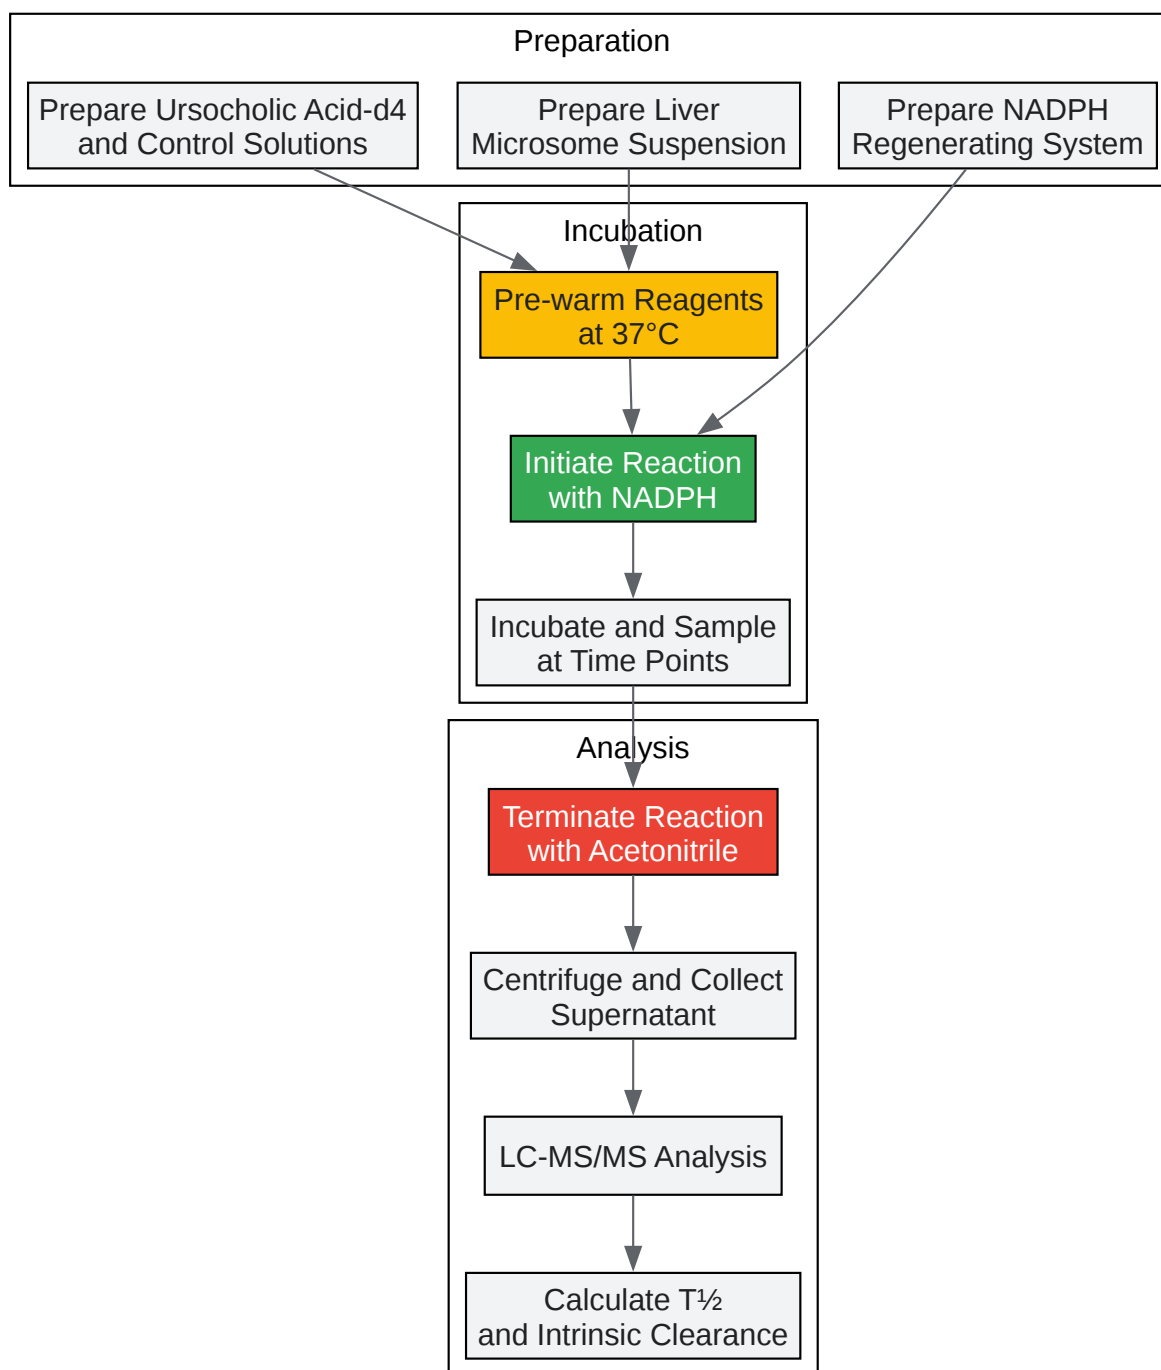 Preparation
Prepare Ursocholic Acid-d4
and Control Solutions
Prepare Liver
Microsome Suspension
Prepare NADPH
Regenerating System
Incubation
Pre-warm Reagents
at 37°C
Initiate Reaction
with NADPH
Incubate and Sample
at Time Points
Analysis
Terminate Reaction
with Acetonitrile
Centrifuge and Collect
Supernatant
LC-MS/MS Analysis
Calculate T½
and Intrinsic Clearance